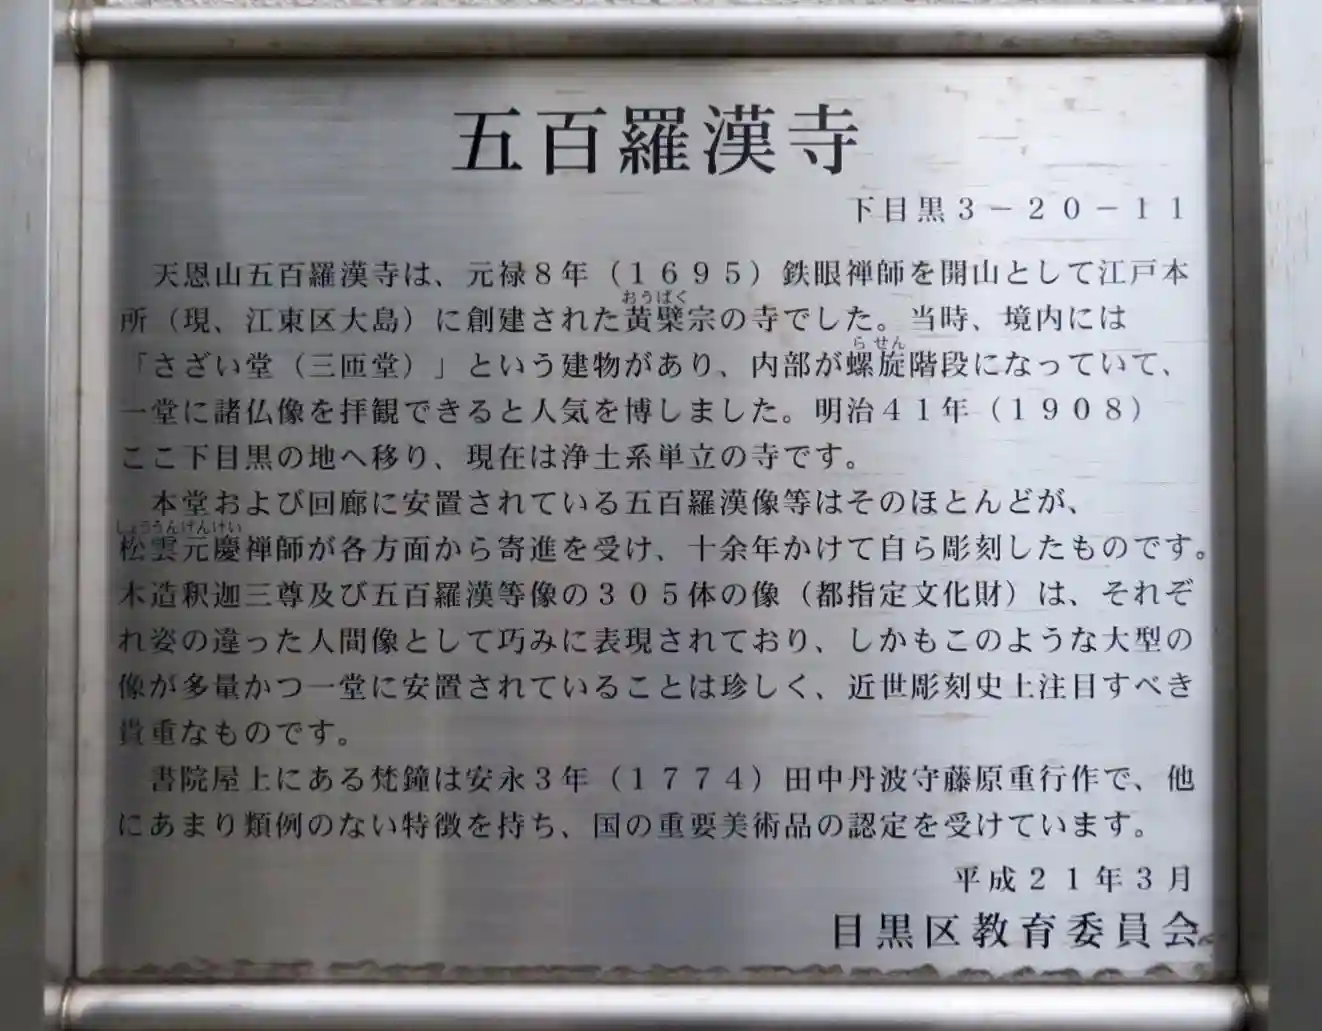 五百羅漢寺
下目黒3－20－11
天恩山五百羅漢寺は、元禄8年（1695）鉄眼禅師を開山として江戸本
おうばく
所（現、江東区大島）に創建された黄檗宗の寺でした。当時、境内には
らせん
「さざい堂（三匝堂）」という建物があり、内部が螺旋階段になっていて、
一堂に諸仏像を拝観できると人気を博しました。明治41年（1908）
ここ下目黒の地へ移り、現在は浄土系単立の寺です。
本堂および回廊に安置されている五百羅漢像等はそのほとんどが、
しょううんげんけい
松雲元慶禅師が各方面から寄進を受け、十余年かけて自ら彫刻したものです。
木造釈迦三尊及び五百羅漢等像の305体の像（都指定文化財）は、それぞ
れ姿の違った人間像として巧みに表現されており、しかもこのような大型の
像が多量かつ一堂に安置されていることは珍しく、近世彫刻史上注目すべき
貴重なものです。
書院屋上にある梵鐘は安永3年（1774）田中丹波守藤原重行作で、他
にあまり類例のない特徴を持ち、国の重要美術品の認定を受けています。
平成21年3月
目黒区教育委員会